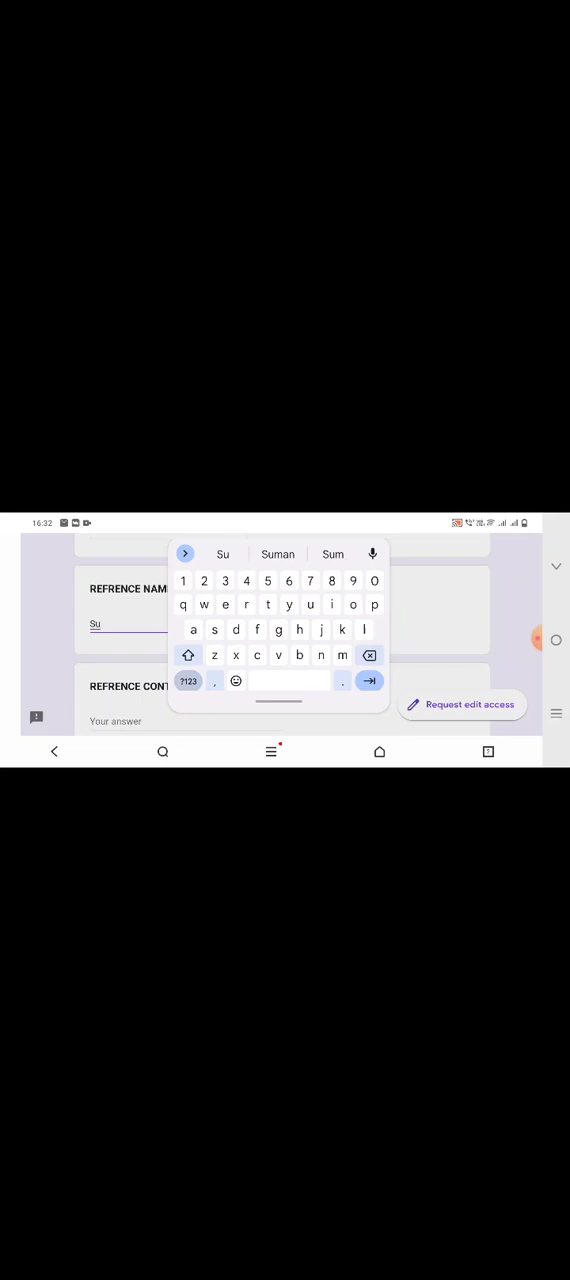 16:32
Su Suman Sum
1 2 3 4 5 6 7 8 9 0
q w e r t y u i o p
a s d f g h j k l
z x c v b n m
?123 , .
REFRENCE NAM
Su
REFRENCE CONT
Your answer
Request edit access